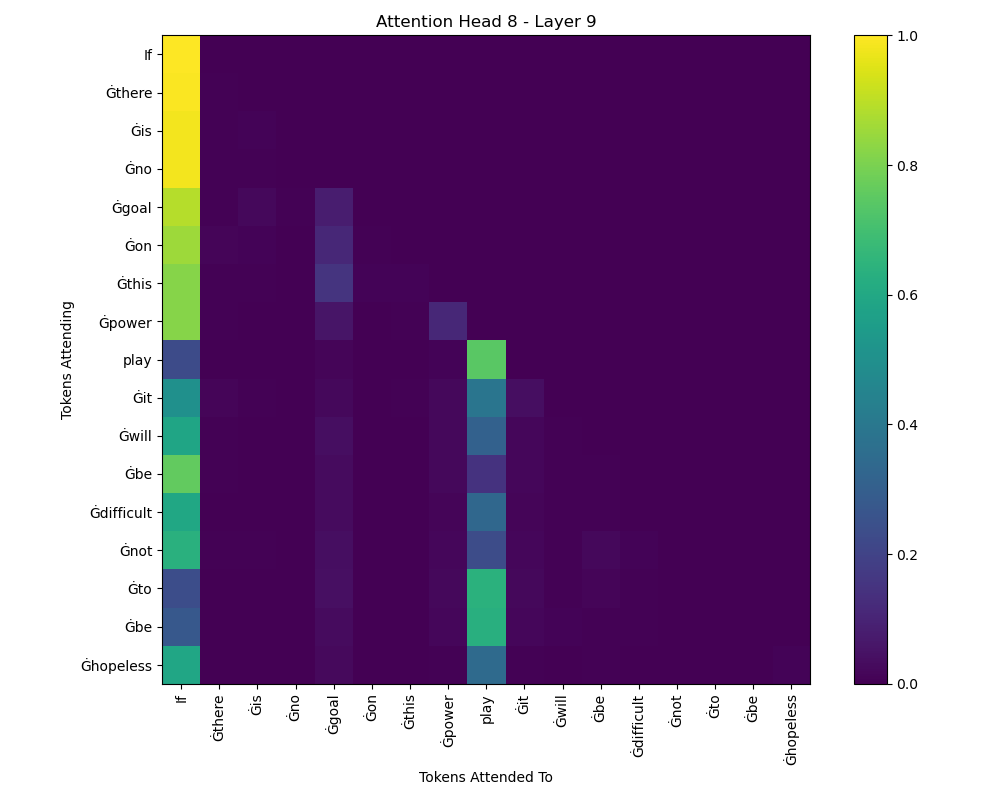 Attention Head 8 - Layer 9
Tokens Attending
If
Ġthere
Ġis
Ġno
Ġgoal
Ġon
Ġthis
Ġpower
play
Ġit
Ġwill
Ġbe
Ġdifficult
Ġnot
Ġto
Ġbe
Ġhopeless
If
Ġthere
Ġis
Ġno
Ġgoal
Ġon
Ġthis
Ġpower
play
Ġit
Ġwill
Ġbe
Ġdifficult
Ġnot
Ġto
Ġbe
Ġhopeless
Tokens Attended To
1.0
0.8
0.6
0.4
0.2
0.0